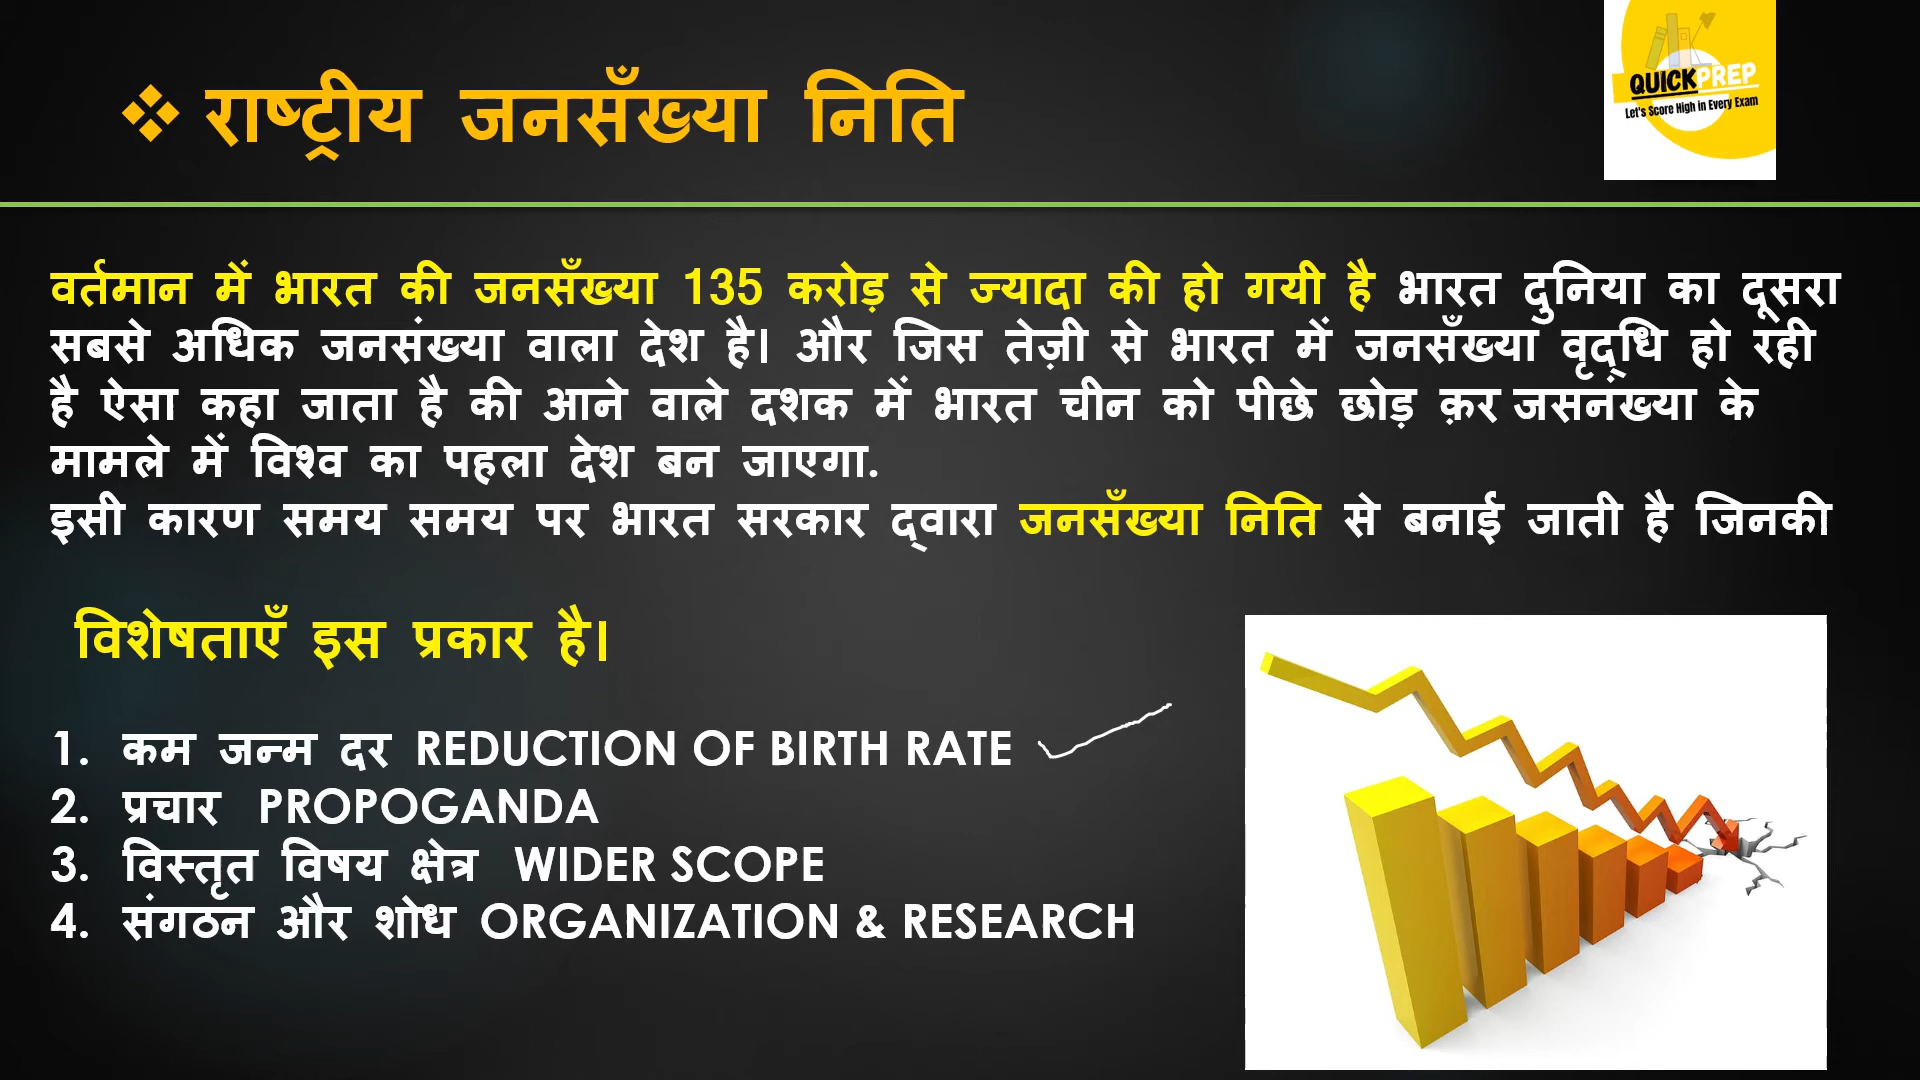 ❖ राष्ट्रीय जनसँख्या निति
QUICKPREP
Let's Score High in Every Exam
वर्तमान में भारत की जनसँख्या 135 करोड़ से ज्यादा की हो गयी है भारत दुनिया का दूसरा
सबसे अधिक जनसंख्या वाला देश है। और जिस तेज़ी से भारत में जनसँख्या वृद्धि हो रही
है ऐसा कहा जाता है की आने वाले दशक में भारत चीन को पीछे छोड़ क़र जसनंख्या के
मामले में विश्व का पहला देश बन जाएगा.
इसी कारण समय समय पर भारत सरकार द्वारा जनसँख्या निति से बनाई जाती है जिनकी
विशेषताएँ इस प्रकार है।
1. कम जन्म दर REDUCTION OF BIRTH RATE
2. प्रचार PROPOGANDA
3. विस्तृत विषय क्षेत्र WIDER SCOPE
4. संगठन और शोध ORGANIZATION & RESEARCH